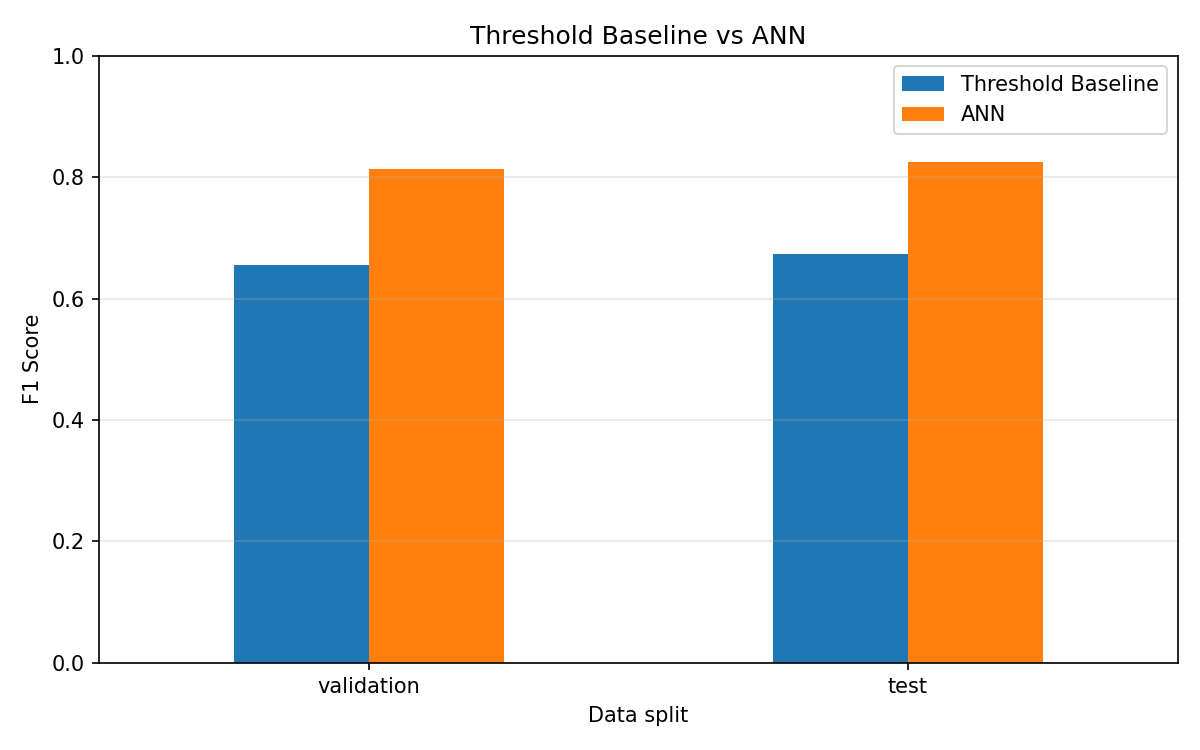 Threshold Baseline vs ANN
Threshold Baseline
ANN
1.0
0.8
0.6
0.4
0.2
0.0
F1 Score
validation
test
Data split